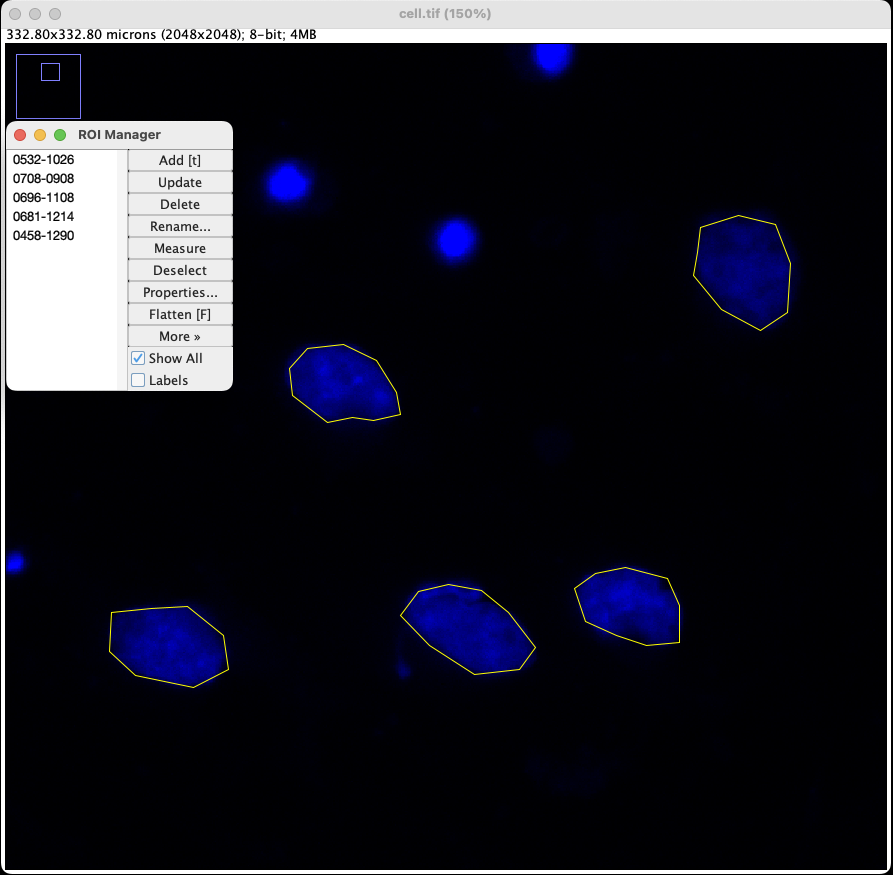 cell.tif (150%)
332.80x332.80 microns (2048x2048); 8-bit; 4MB
ROI Manager
0532-1026
0708-0908
0696-1108
0681-1214
0458-1290
Add [t]
Update
Delete
Rename...
Measure
Deselect
Properties...
Flatten [F]
More »
Show All
Labels